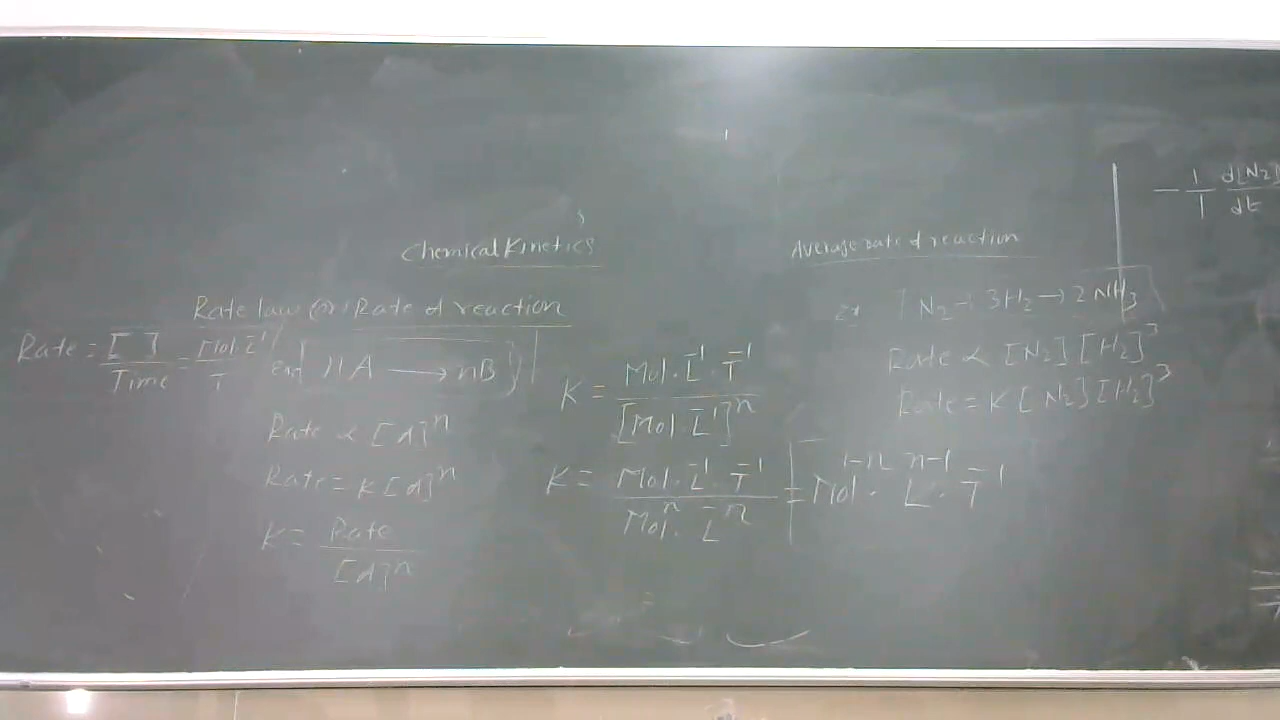 Chemical Kinetics
Rate law (or) Rate of reaction
Rate = [ ] / Time = Mol·L⁻¹ / T
nA ⟶ nB
Rate ∝ [A]ⁿ
Rate = K[A]ⁿ
K = Rate / [A]ⁿ
K = Mol·L⁻¹·T⁻¹ / [Mol·L⁻¹]ⁿ
K = Mol·L⁻¹·T⁻¹ / Molⁿ·L⁻ⁿ = Mol¹⁻ⁿ·Lⁿ⁻¹·T⁻¹
Average rate of reaction
Ex 1 N₂ + 3H₂ → 2NH₃
Rate ∝ [N₂][H₂]³
Rate = K[N₂][H₂]³
- 1/1 d[N₂]/dt